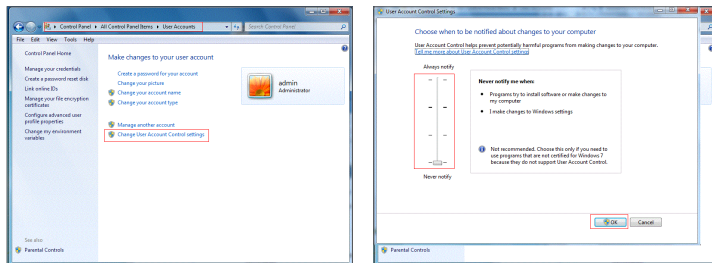 Control Panel ▸ All Control Panel Items ▸ User Accounts
Search Control Panel
File Edit View Tools Help
Control Panel Home
Manage your credentials
Create a password reset disk
Link online IDs
Manage your file encryption
certificates
Configure advanced user
profile properties
Change my environment
variables
See also
Parental Controls
Make changes to your user account
Create a password for your account
Change your picture
Change your account name
Change your account type
Manage another account
Change User Account Control settings
admin
Administrator
User Account Control Settings
Choose when to be notified about changes to your computer
User Account Control helps prevent potentially harmful programs from making changes to your computer.
Tell me more about User Account Control settings
Always notify
Never notify me when:
• Programs try to install software or make changes to
my computer
• I make changes to Windows settings
Not recommended. Choose this only if you need to
use programs that are not certified for Windows 7
because they do not support User Account Control.
Never notify
OK
Cancel
Parental Controls